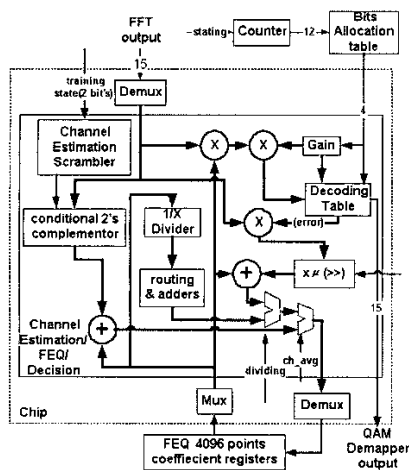 FFT
output
stating
Counter
12
Bits
Allocation
table
15
training
state(2 bit's)
Demux
4
Channel
Estimation
Scrambler
X
X
Gain
Decoding
Table
conditional 2's
complementor
1/X
Divider
X
(error)
routing
& adders
+
x μ (>>)
Channel
Estimation/
FEQ/
Decision
+
15
dividing
ch_avg
Mux
Demux
Chip
FEQ 4096 points
coeffiecient registers
QAM
Demapper
output